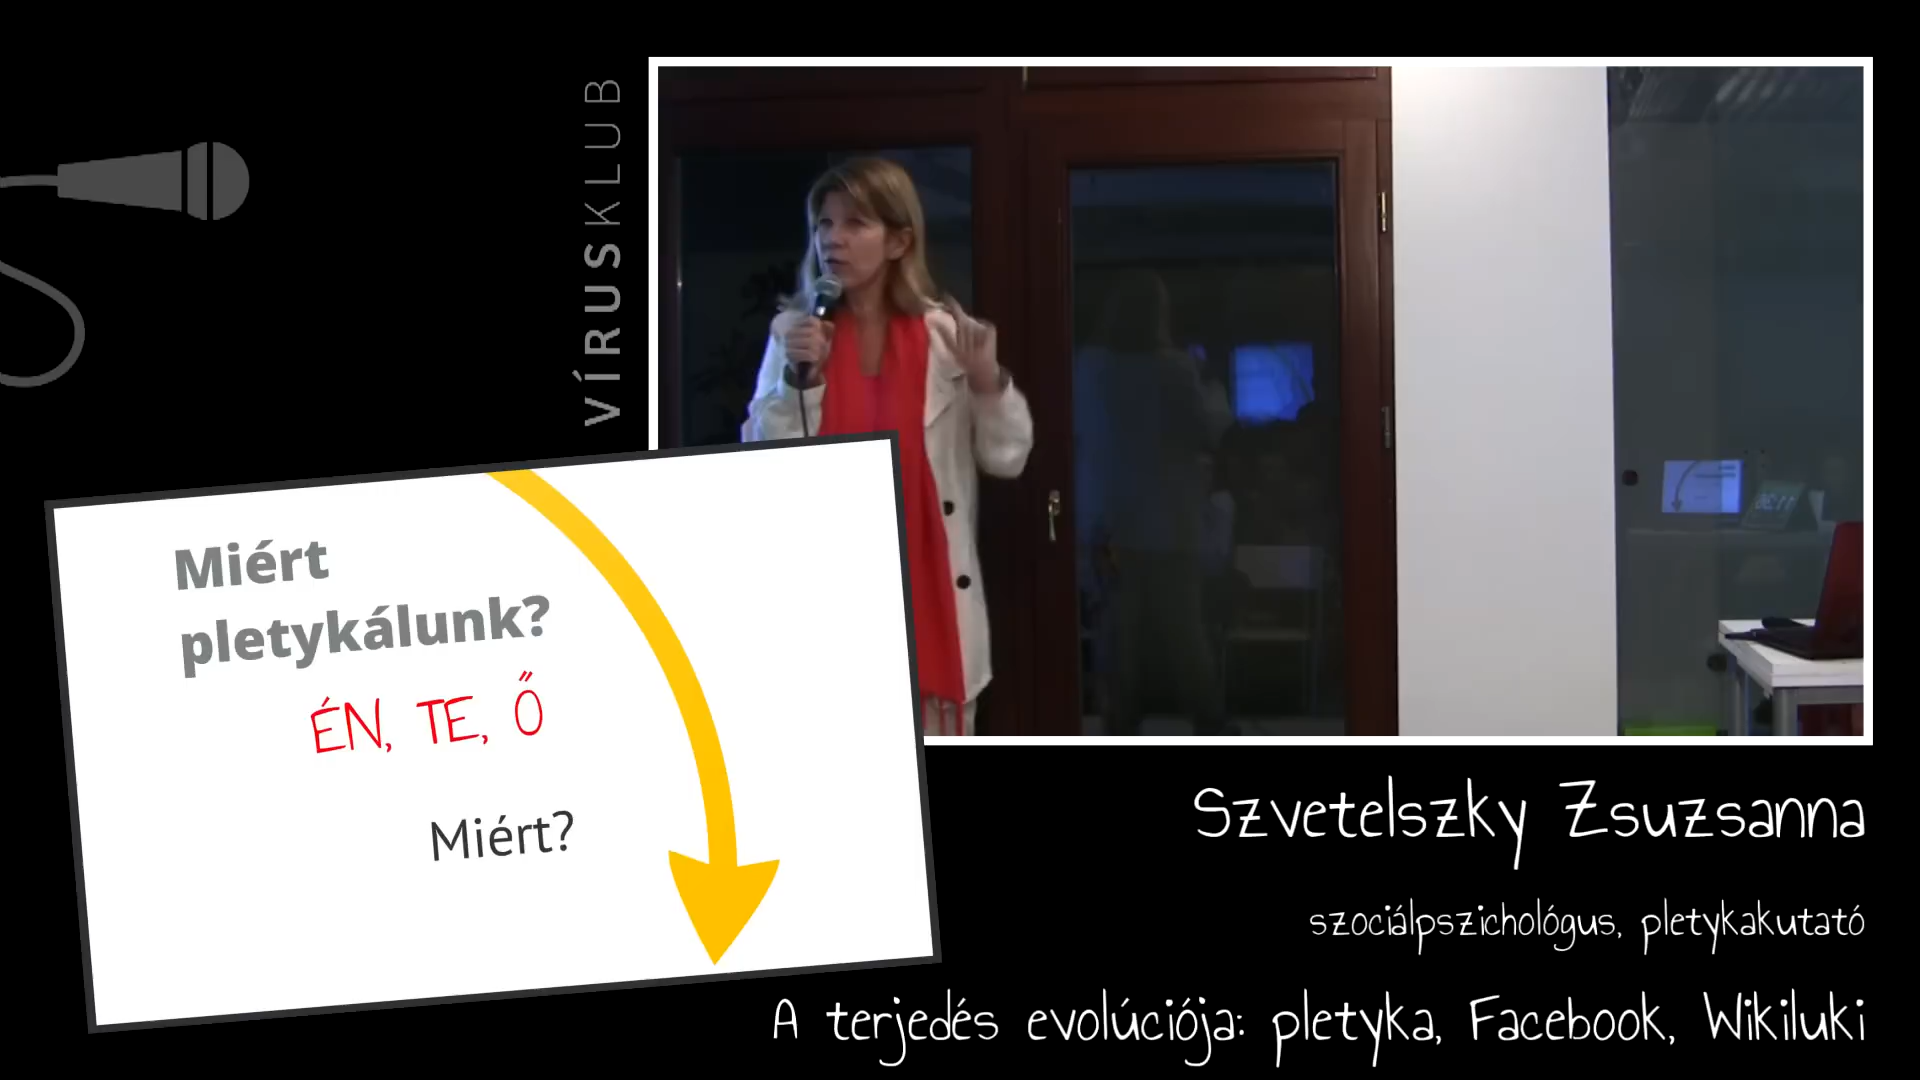 VÍRUSKLUB
Miért
pletykálunk?
ÉN, TE, Ő
Miért?
Szvetelszky Zsuzsanna
szociálpszichológus, pletykakutató
A terjedés evolúciója: pletyka, Facebook, Wikiluki